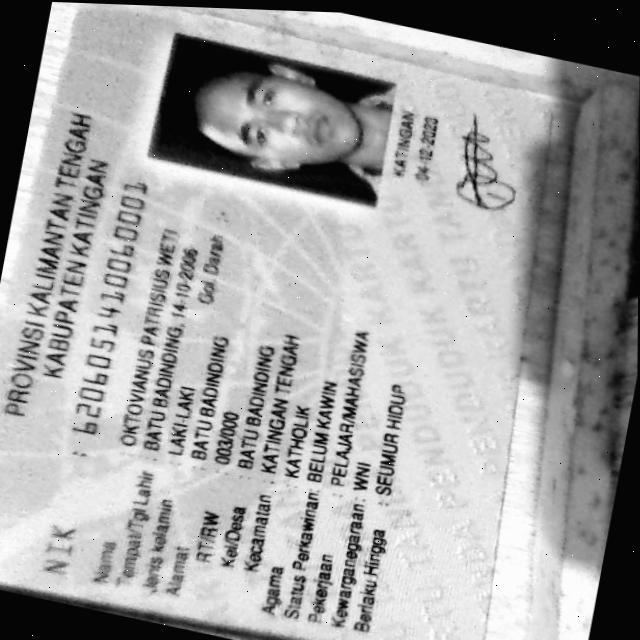 PROVINSI KALIMANTAN TENGAH
KABUPATEN KATINGAN
NIK : 6206051410060001
Nama OKTOVIANUS PATRISIUS WETI
Tempat/Tgl Lahir BATU BADINDING, 14-10-2006
Jenis kelamin LAKI LAKI Gol Darah
Alamat BATU BADINDING
RT/RW : 003/000
Kel/Desa : BATU BADINDING
Kecamatan : KATINGAN TENGAH
Agama : KATHOLIK
Status Perkawinan: BELUM KAWIN
Pekerjaan : PELAJAR/MAHASISWA
Kewarganegaraan: WNI
Berlaku Hingga : SEUMUR HIDUP
KATINGAN
04-12-2023